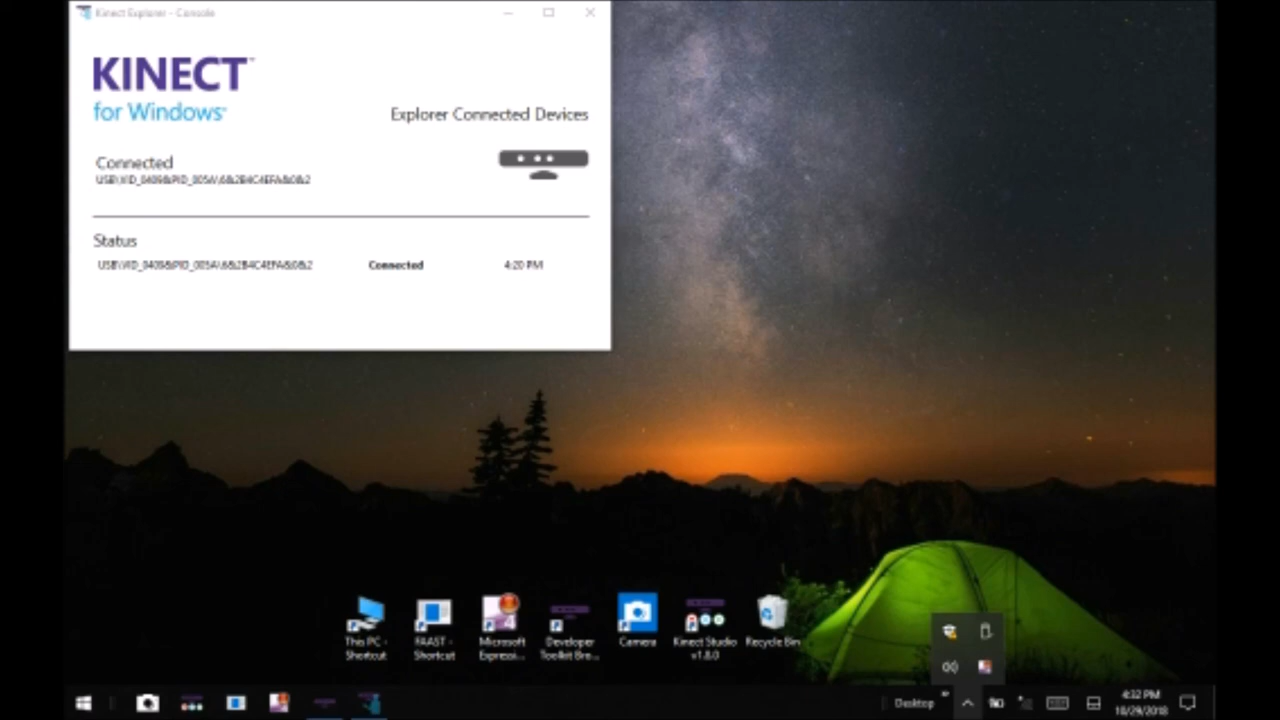 Kinect Explorer - Console
KINECT™
for Windows®
Explorer Connected Devices
Connected
USB\VID_0409&PID_005A\6&2B4C4EFA&0&2
Status
USB\VID_0409&PID_005A\6&2B4C4EFA&0&2 Connected 4:20 PM
This PC - Shortcut
FAAST - Shortcut
Microsoft Expressi...
Developer Toolkit Bro...
Camera
Kinect Studio v1.8.0
Recycle Bin
Desktop
4:32 PM
10/29/2018